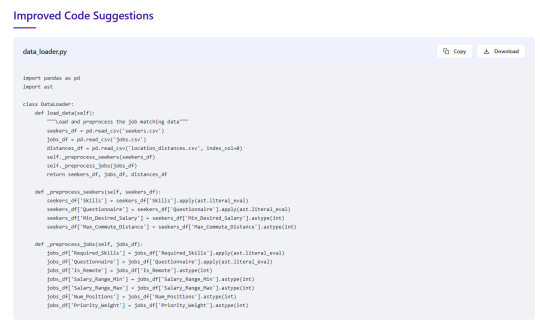 Improved Code Suggestions
data_loader.py
Copy
Download
import pandas as pd
import ast
class DataLoader:
    def load_data(self):
        """Load and preprocess the job matching data"""
        seekers_df = pd.read_csv('seekers.csv')
        jobs_df = pd.read_csv('jobs.csv')
        distances_df = pd.read_csv('location_distances.csv', index_col=0)
        self._preprocess_seekers(seekers_df)
        self._preprocess_jobs(jobs_df)
        return seekers_df, jobs_df, distances_df
    def _preprocess_seekers(self, seekers_df):
        seekers_df['Skills'] = seekers_df['Skills'].apply(ast.literal_eval)
        seekers_df['Questionnaire'] = seekers_df['Questionnaire'].apply(ast.literal_eval)
        seekers_df['Min_Desired_Salary'] = seekers_df['Min_Desired_Salary'].astype(int)
        seekers_df['Max_Commute_Distance'] = seekers_df['Max_Commute_Distance'].astype(int)
    def _preprocess_jobs(self, jobs_df):
        jobs_df['Required_Skills'] = jobs_df['Required_Skills'].apply(ast.literal_eval)
        jobs_df['Questionnaire'] = jobs_df['Questionnaire'].apply(ast.literal_eval)
        jobs_df['Is_Remote'] = jobs_df['Is_Remote'].astype(int)
        jobs_df['Salary_Range_Min'] = jobs_df['Salary_Range_Min'].astype(int)
        jobs_df['Salary_Range_Max'] = jobs_df['Salary_Range_Max'].astype(int)
        jobs_df['Num_Positions'] = jobs_df['Num_Positions'].astype(int)
        jobs_df['Priority_Weight'] = jobs_df['Priority_Weight'].astype(int)